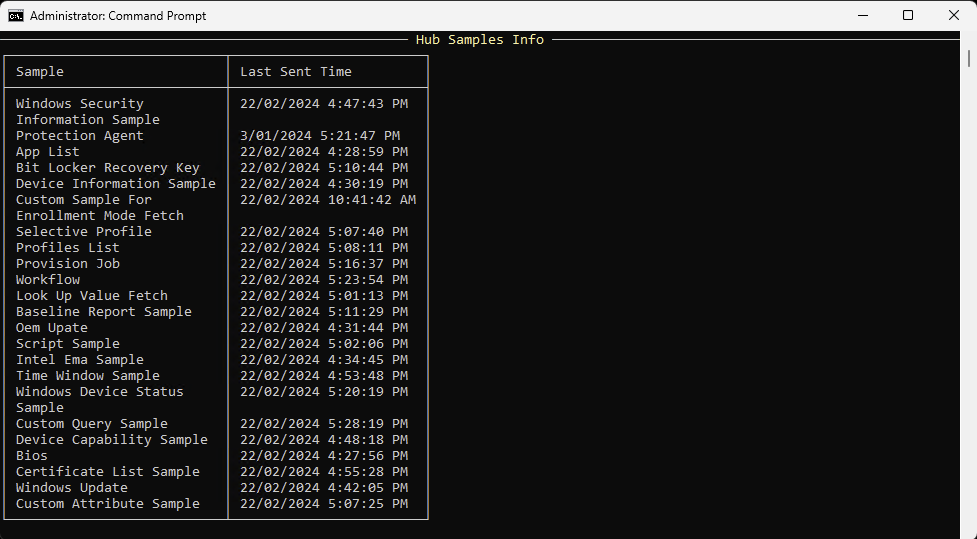 Administrator: Command Prompt
Hub Samples Info
Sample Last Sent Time
Windows Security 22/02/2024 4:47:43 PM
Information Sample
Protection Agent 3/01/2024 5:21:47 PM
App List 22/02/2024 4:28:59 PM
Bit Locker Recovery Key 22/02/2024 5:10:44 PM
Device Information Sample 22/02/2024 4:30:19 PM
Custom Sample For 22/02/2024 10:41:42 AM
Enrollment Mode Fetch
Selective Profile 22/02/2024 5:07:40 PM
Profiles List 22/02/2024 5:08:11 PM
Provision Job 22/02/2024 5:16:37 PM
Workflow 22/02/2024 5:23:54 PM
Look Up Value Fetch 22/02/2024 5:01:13 PM
Baseline Report Sample 22/02/2024 5:11:29 PM
Oem Upate 22/02/2024 4:31:44 PM
Script Sample 22/02/2024 5:02:06 PM
Intel Ema Sample 22/02/2024 4:34:45 PM
Time Window Sample 22/02/2024 4:53:48 PM
Windows Device Status 22/02/2024 5:20:19 PM
Sample
Custom Query Sample 22/02/2024 5:28:19 PM
Device Capability Sample 22/02/2024 4:48:18 PM
Bios 22/02/2024 4:27:56 PM
Certificate List Sample 22/02/2024 4:55:28 PM
Windows Update 22/02/2024 4:42:05 PM
Custom Attribute Sample 22/02/2024 5:07:25 PM